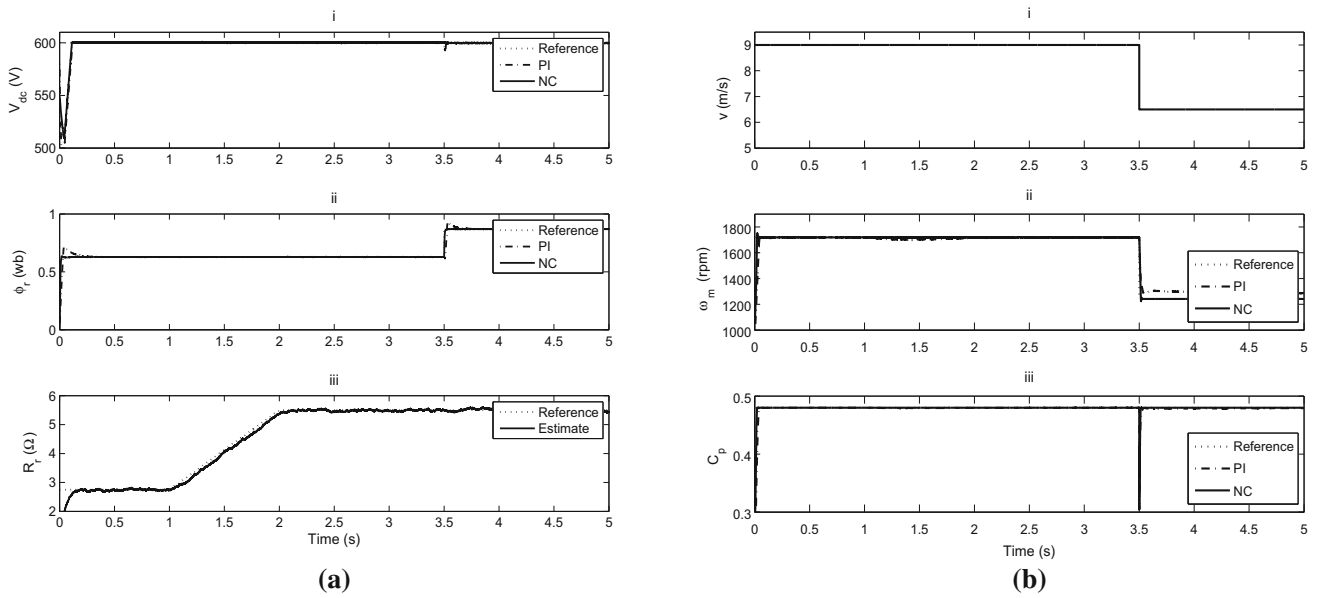 i
V_dc (V)
600
550
500
0 0.5 1 1.5 2 2.5 3 3.5 4 4.5 5
Reference
PI
NC
ii
ϕ_r (wb)
1
0.5
0
0 0.5 1 1.5 2 2.5 3 3.5 4 4.5 5
Reference
PI
NC
iii
R_r (Ω)
6
5
4
3
2
0 0.5 1 1.5 2 2.5 3 3.5 4 4.5 5
Reference
Estimate
Time (s)
(a)
i
v (m/s)
9
8
7
6
5
0 0.5 1 1.5 2 2.5 3 3.5 4 4.5 5
ii
ω_m (rpm)
1800
1600
1400
1200
1000
0 0.5 1 1.5 2 2.5 3 3.5 4 4.5 5
Reference
PI
NC
iii
C_p
0.5
0.4
0.3
0 0.5 1 1.5 2 2.5 3 3.5 4 4.5 5
Reference
PI
NC
Time (s)
(b)